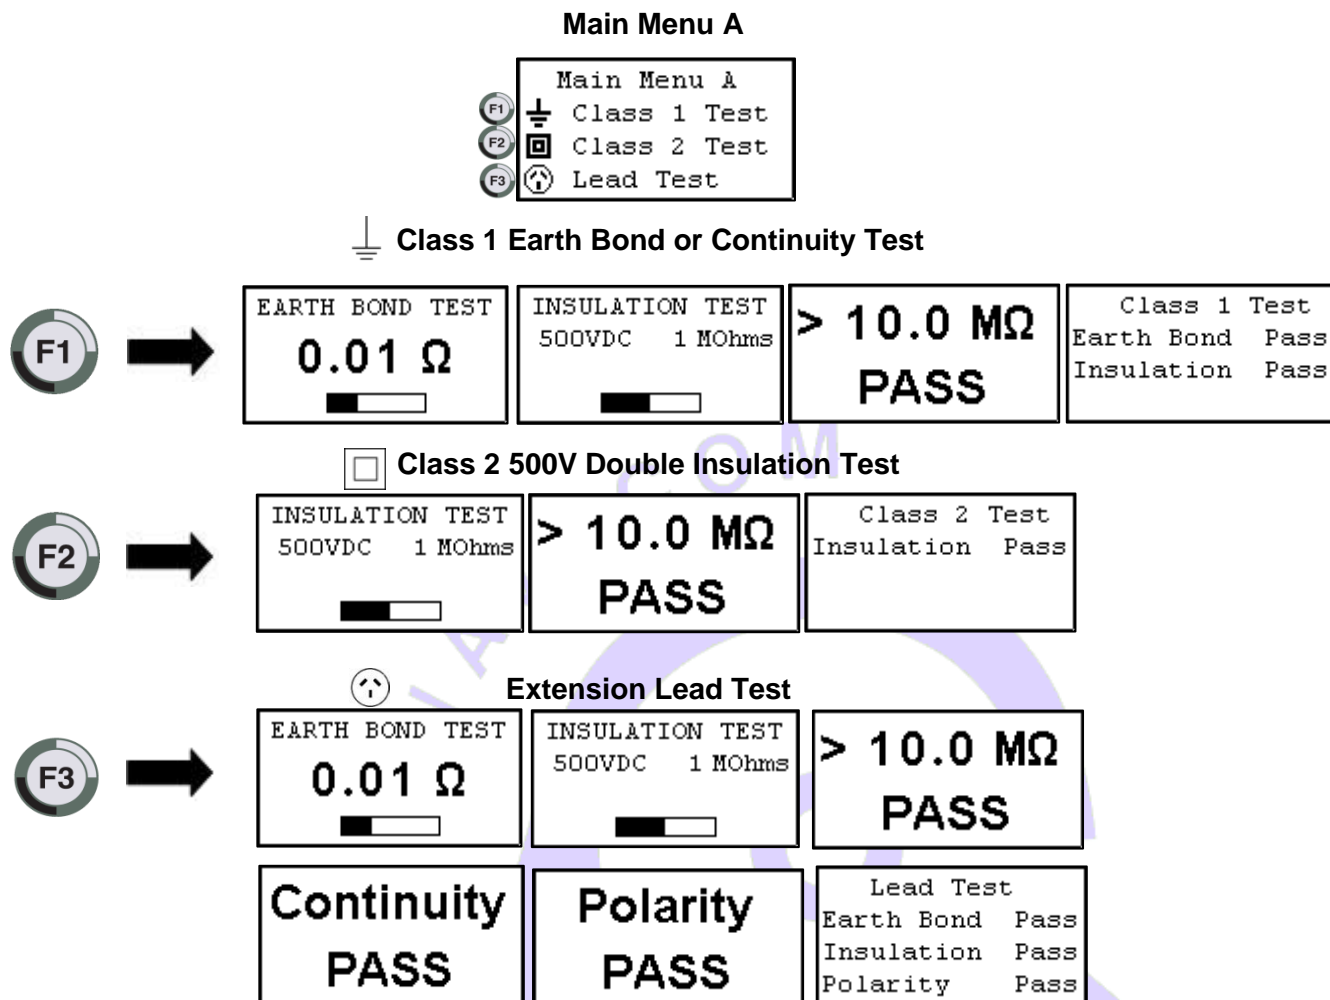 Main Menu A
Main Menu A
F1 Class 1 Test
F2 Class 2 Test
F3 Lead Test
Class 1 Earth Bond or Continuity Test
F1
EARTH BOND TEST
0.01 Ω
INSULATION TEST
500VDC 1 MOhms
> 10.0 MΩ
PASS
Class 1 Test
Earth Bond Pass
Insulation Pass
Class 2 500V Double Insulation Test
F2
INSULATION TEST
500VDC 1 MOhms
> 10.0 MΩ
PASS
Class 2 Test
Insulation Pass
Extension Lead Test
F3
EARTH BOND TEST
0.01 Ω
INSULATION TEST
500VDC 1 MOhms
> 10.0 MΩ
PASS
Continuity
PASS
Polarity
PASS
Lead Test
Earth Bond Pass
Insulation Pass
Polarity Pass